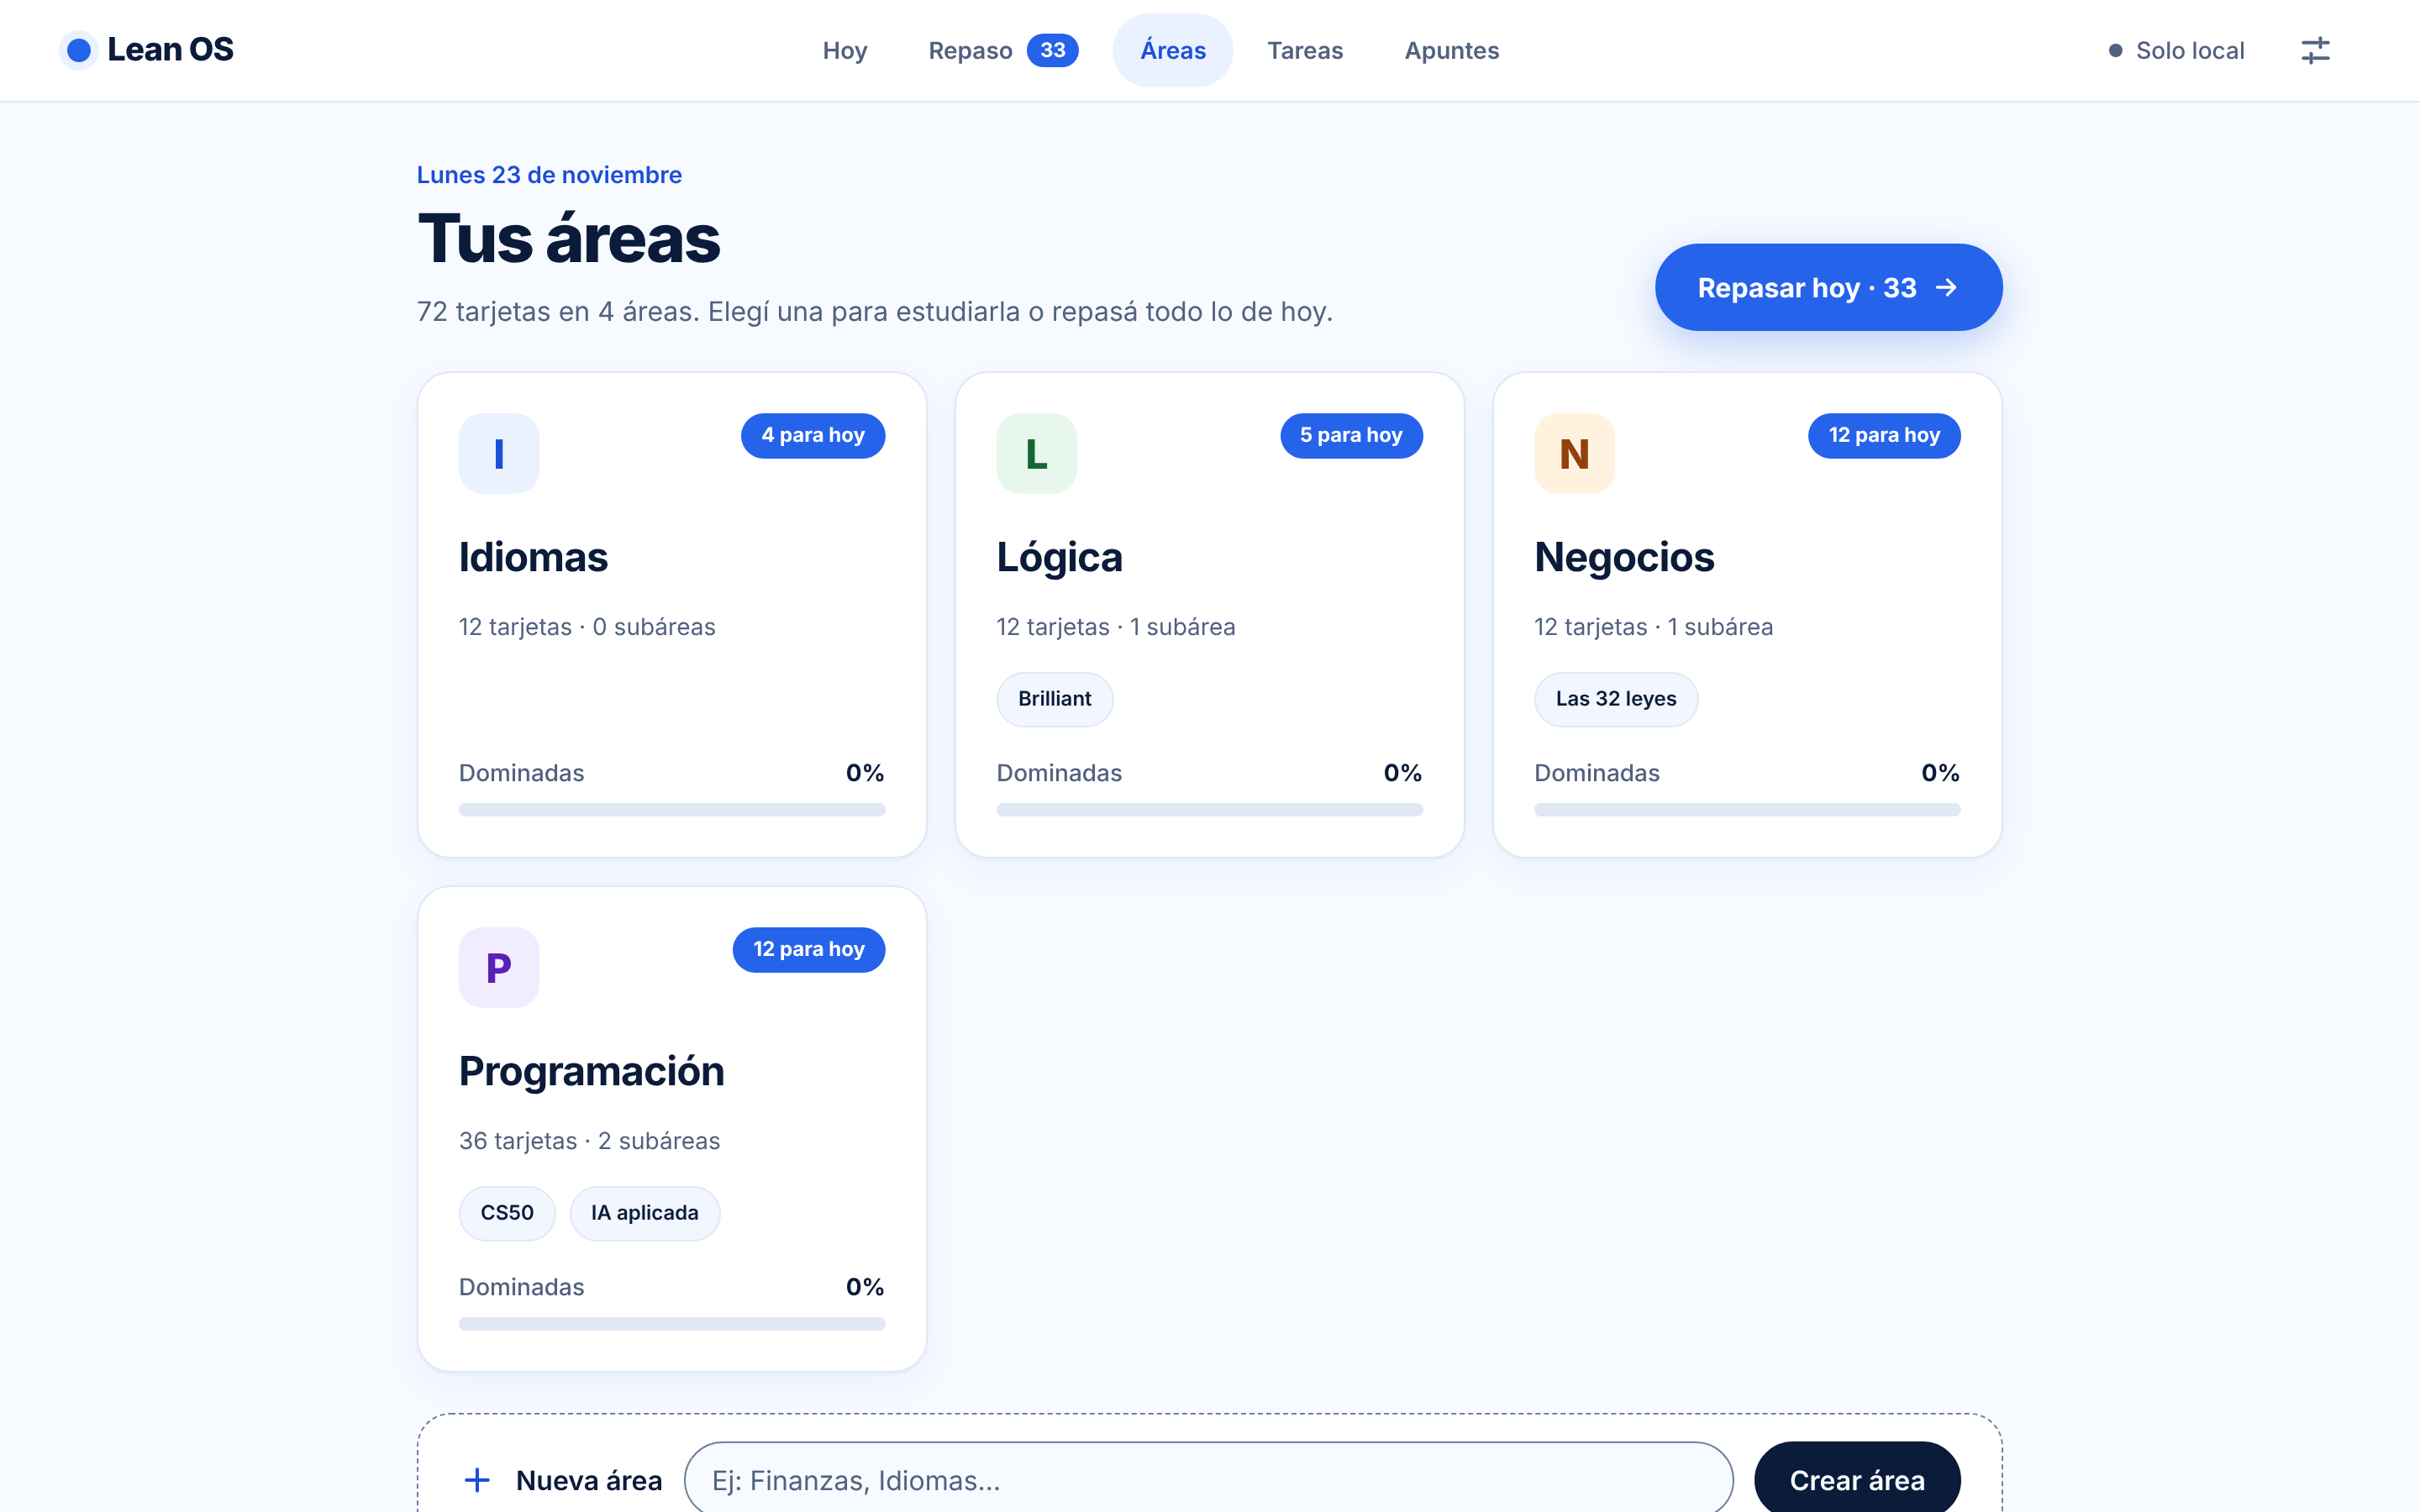 Lean OS
Hoy
Repaso 33
Áreas
Tareas
Apuntes
Solo local
Lunes 23 de noviembre
Tus áreas
72 tarjetas en 4 áreas. Elegí una para estudiarla o repasá todo lo de hoy.
Repasar hoy · 33 →
I
4 para hoy
Idiomas
12 tarjetas · 0 subáreas
Dominadas 0%
L
5 para hoy
Lógica
12 tarjetas · 1 subárea
Brilliant
Dominadas 0%
N
12 para hoy
Negocios
12 tarjetas · 1 subárea
Las 32 leyes
Dominadas 0%
P
12 para hoy
Programación
36 tarjetas · 2 subáreas
CS50
IA aplicada
Dominadas 0%
+ Nueva área
Ej: Finanzas, Idiomas...
Crear área